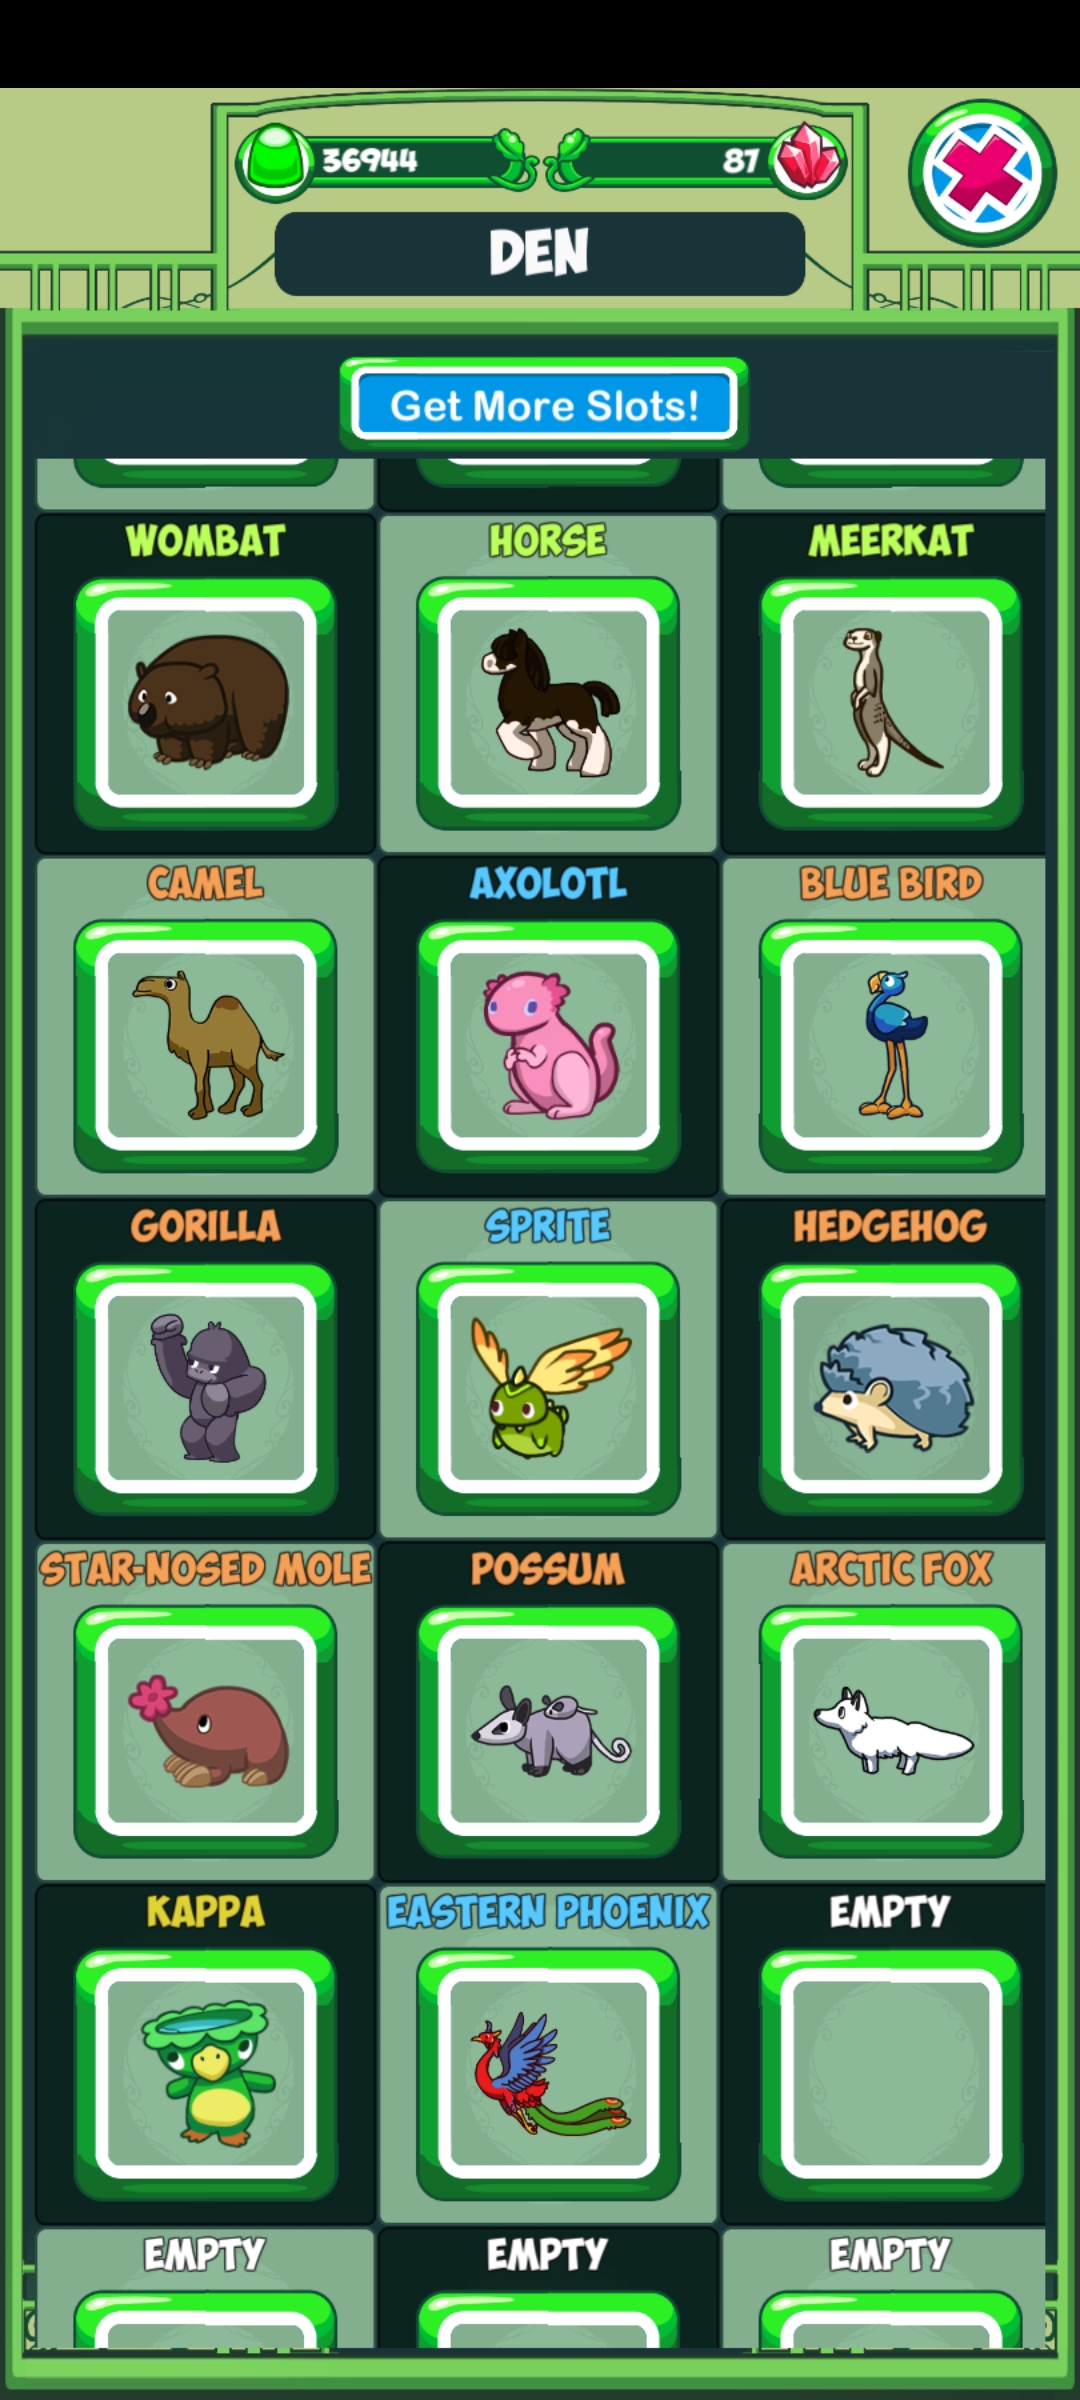 36944
87
DEN
Get More Slots!
WOMBAT
HORSE
MEERKAT
CAMEL
AXOLOTL
BLUE BIRD
GORILLA
SPRITE
HEDGEHOG
STAR-NOSED MOLE
POSSUM
ARCTIC FOX
KAPPA
EASTERN PHOENIX
EMPTY
EMPTY
EMPTY
EMPTY